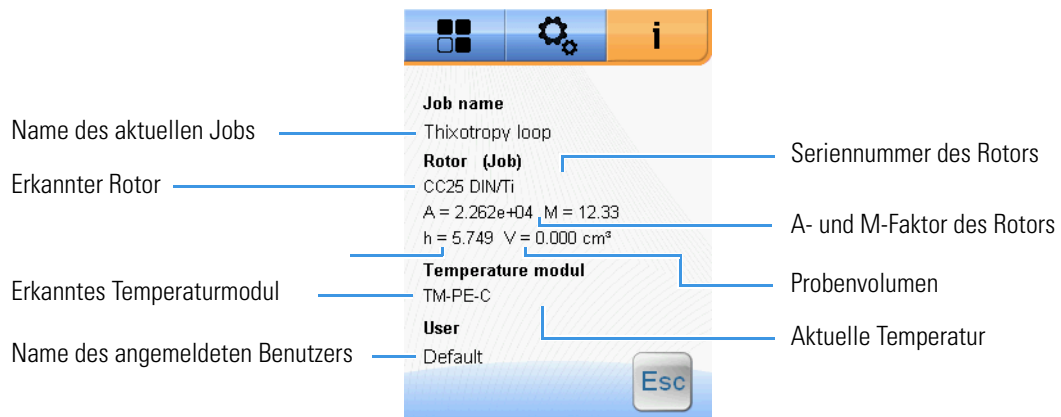 i
Job name
Name des aktuellen Jobs
Thixotropy loop
Seriennummer des Rotors
Rotor (Job)
Erkannter Rotor
CC25 DIN/Ti
A = 2.262e+04 M = 12.33
A- und M-Faktor des Rotors
h = 5.749 V = 0.000 cm³
Temperature modul
Probenvolumen
Erkanntes Temperaturmodul
TM-PE-C
User
Aktuelle Temperatur
Name des angemeldeten Benutzers
Default
Esc